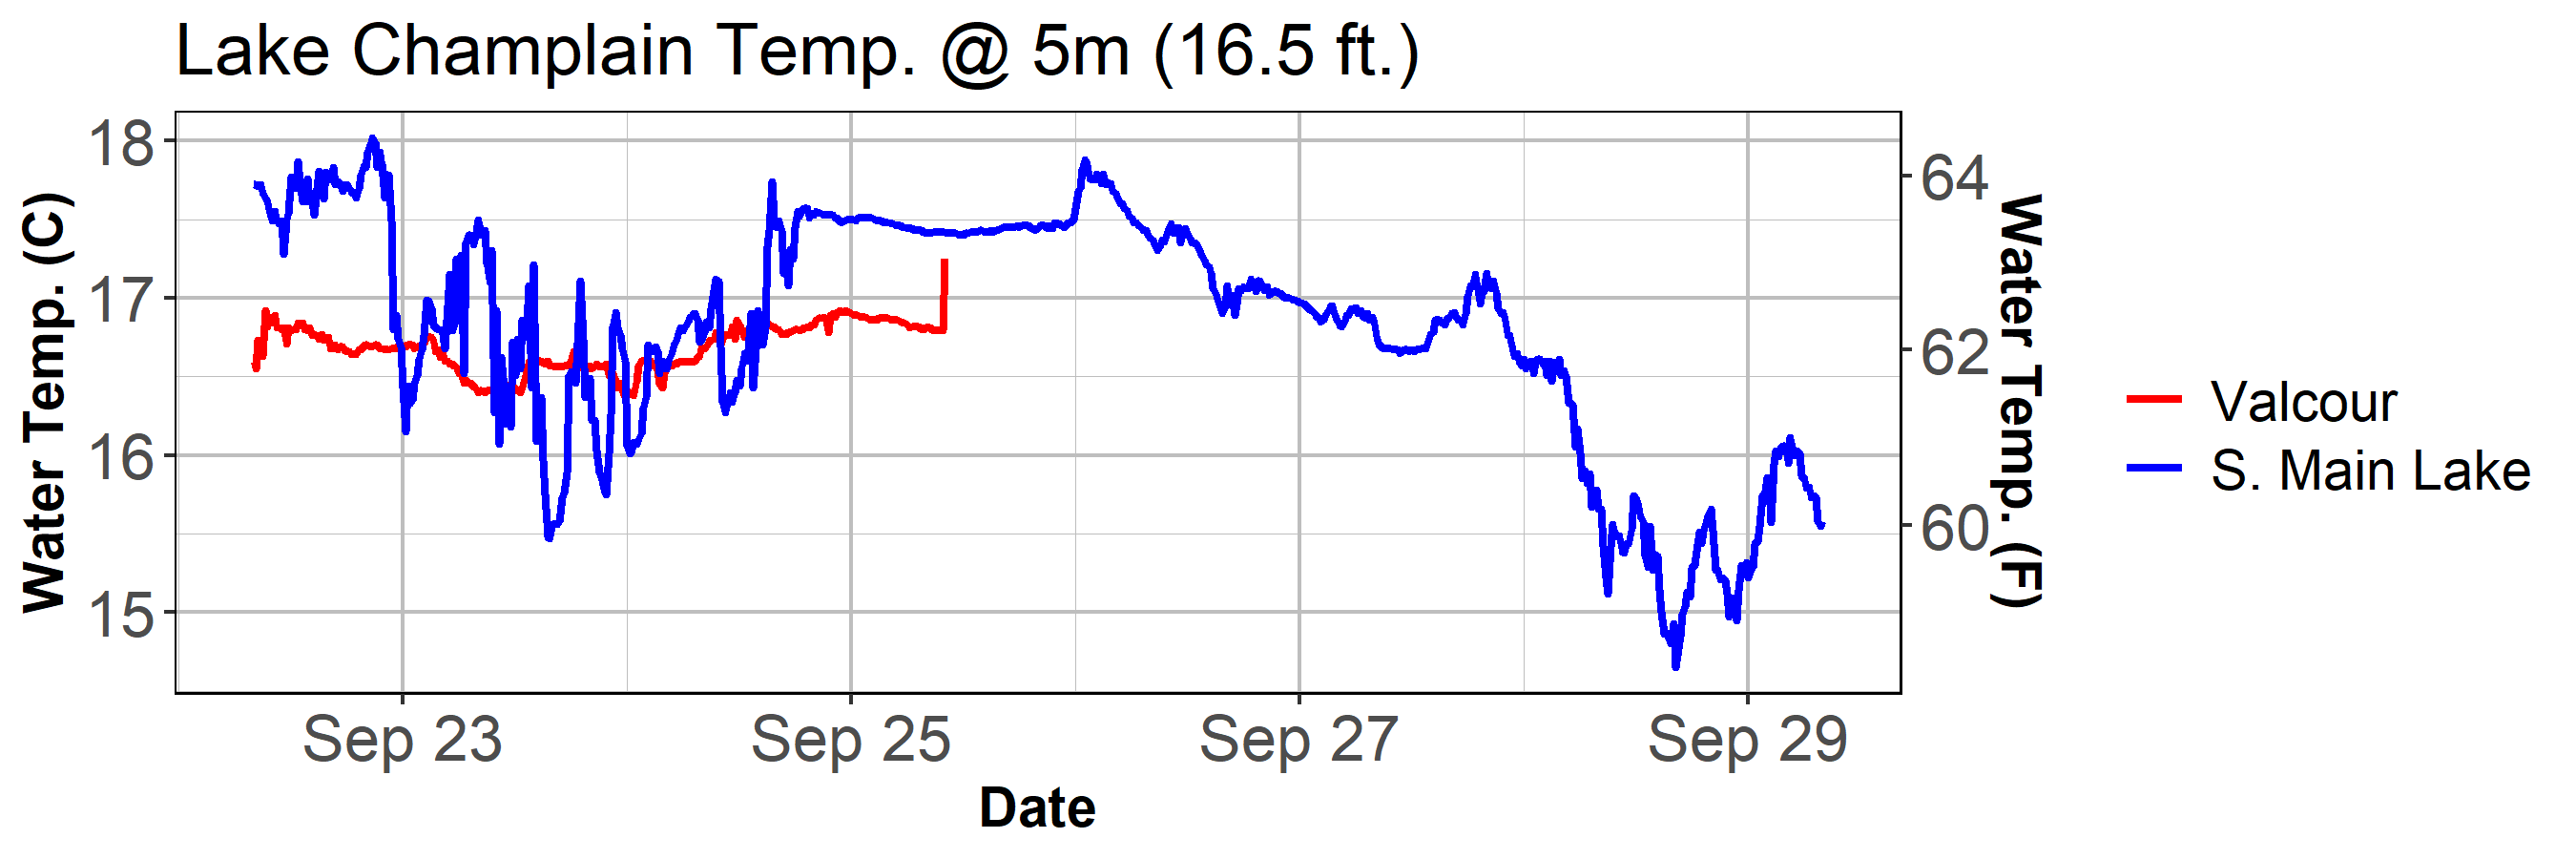 Lake Champlain Temp. @ 5m (16.5 ft.)
Water Temp. (C)
18
17
16
15
64
62
60
Water Temp. (F)
Sep 23
Sep 25
Sep 27
Sep 29
Date
Valcour
S. Main Lake